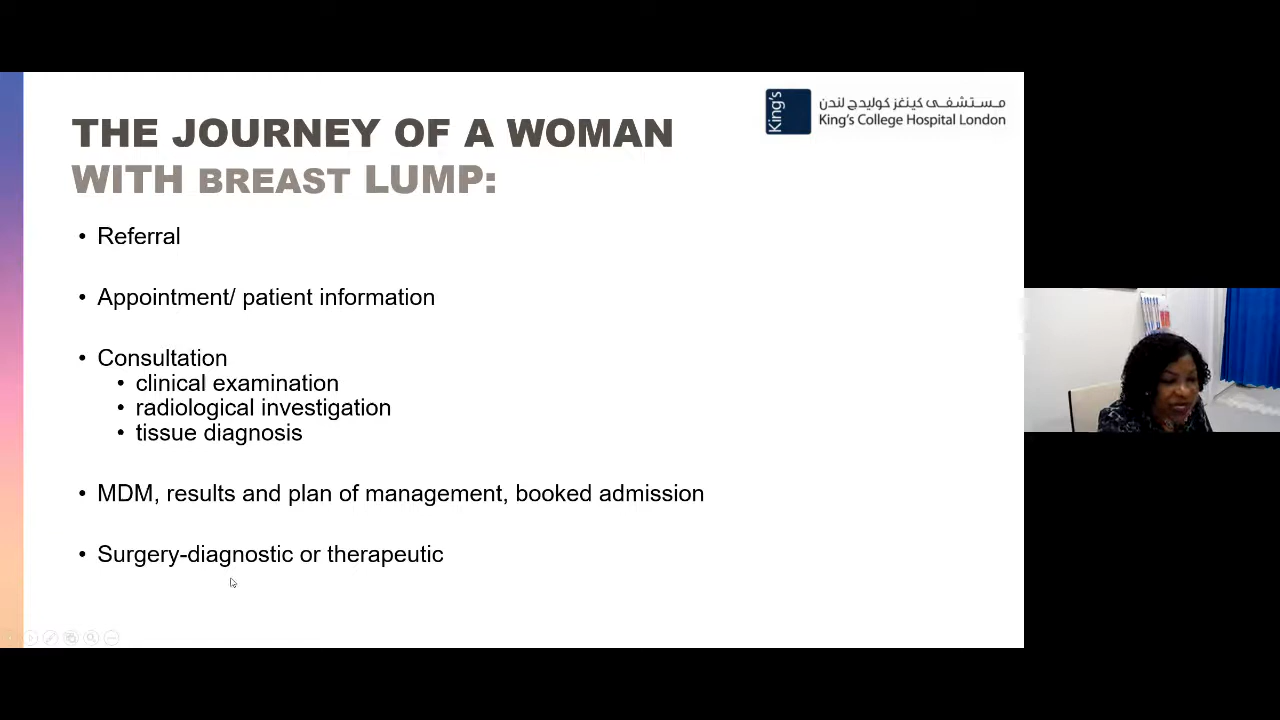 King's
مستشفى كينغز كوليدج لندن
King's College Hospital London
THE JOURNEY OF A WOMAN
WITH BREAST LUMP:
• Referral
• Appointment/ patient information
• Consultation
• clinical examination
• radiological investigation
• tissue diagnosis
• MDM, results and plan of management, booked admission
• Surgery-diagnostic or therapeutic